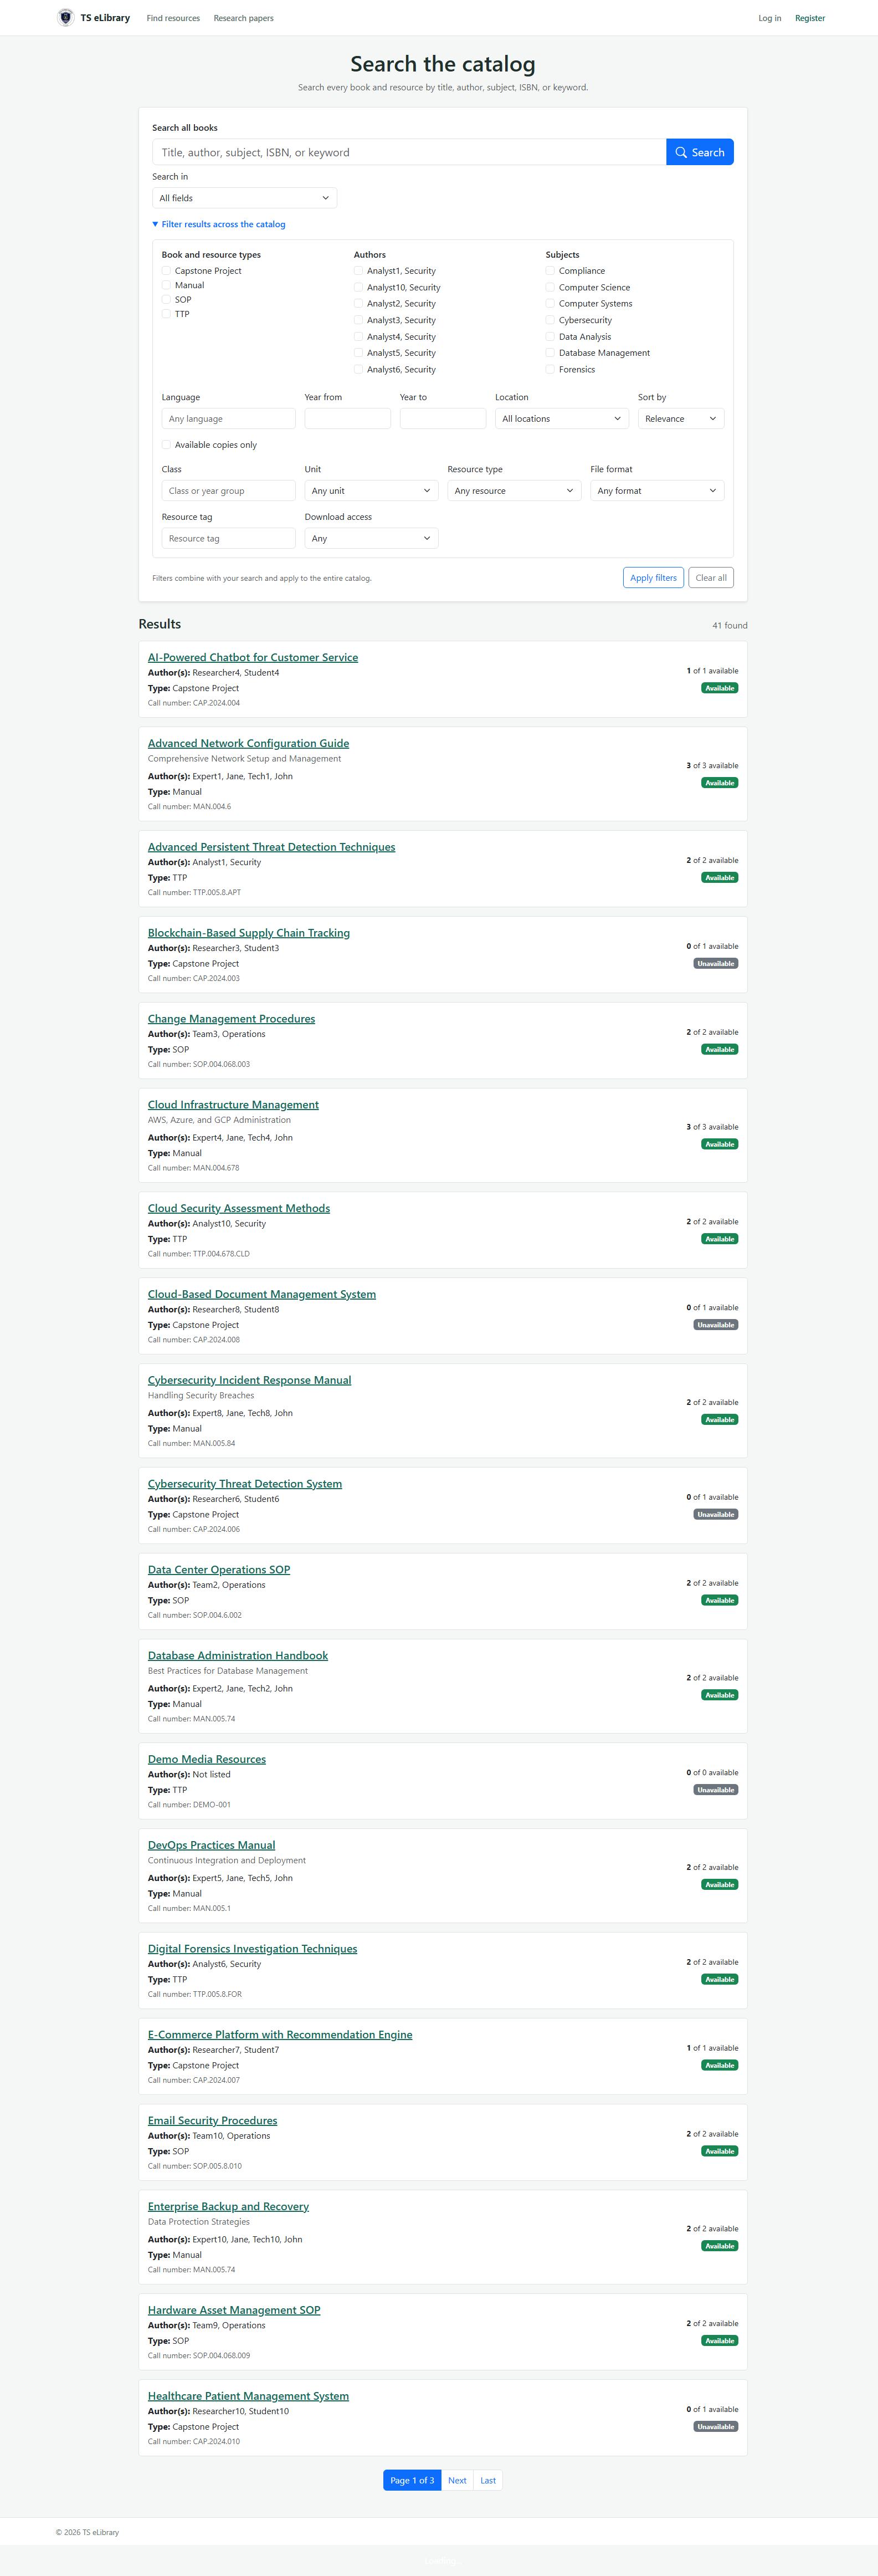 TS eLibrary
Find resources
Research papers
Log in
Register
Search the catalog
Search every book and resource by title, author, subject, ISBN, or keyword.
Search all books
Title, author, subject, ISBN, or keyword
Search
Search in
All fields
▼ Filter results across the catalog
Book and resource types
Capstone Project
Manual
SOP
TTP
Authors
Analyst1, Security
Analyst10, Security
Analyst2, Security
Analyst3, Security
Analyst4, Security
Analyst5, Security
Analyst6, Security
Subjects
Compliance
Computer Science
Computer Systems
Cybersecurity
Data Analysis
Database Management
Forensics
Language
Any language
Year from
Year to
Location
All locations
Sort by
Relevance
Available copies only
Class
Class or year group
Unit
Any unit
Resource type
Any resource
File format
Any format
Resource tag
Resource tag
Download access
Any
Filters combine with your search and apply to the entire catalog.
Apply filters
Clear all
Results
41 found
AI-Powered Chatbot for Customer Service
Author(s): Researcher4, Student4
Type: Capstone Project
Call number: CAP.2024.004
1 of 1 available
Available
Advanced Network Configuration Guide
Comprehensive Network Setup and Management
Author(s): Expert1, Jane, Tech1, John
Type: Manual
Call number: MAN.004.6
3 of 3 available
Available
Advanced Persistent Threat Detection Techniques
Author(s): Analyst1, Security
Type: TTP
Call number: TTP.005.8.APT
2 of 2 available
Available
Blockchain-Based Supply Chain Tracking
Author(s): Researcher3, Student3
Type: Capstone Project
Call number: CAP.2024.003
0 of 1 available
Unavailable
Change Management Procedures
Author(s): Team3, Operations
Type: SOP
Call number: SOP.004.068.003
2 of 2 available
Available
Cloud Infrastructure Management
AWS, Azure, and GCP Administration
Author(s): Expert4, Jane, Tech4, John
Type: Manual
Call number: MAN.004.678
3 of 3 available
Available
Cloud Security Assessment Methods
Author(s): Analyst10, Security
Type: TTP
Call number: TTP.004.678.CLD
2 of 2 available
Available
Cloud-Based Document Management System
Author(s): Researcher8, Student8
Type: Capstone Project
Call number: CAP.2024.008
0 of 1 available
Unavailable
Cybersecurity Incident Response Manual
Handling Security Breaches
Author(s): Expert8, Jane, Tech8, John
Type: Manual
Call number: MAN.005.84
2 of 2 available
Available
Cybersecurity Threat Detection System
Author(s): Researcher6, Student6
Type: Capstone Project
Call number: CAP.2024.006
0 of 1 available
Unavailable
Data Center Operations SOP
Author(s): Team2, Operations
Type: SOP
Call number: SOP.004.6.002
2 of 2 available
Available
Database Administration Handbook
Best Practices for Database Management
Author(s): Expert2, Jane, Tech2, John
Type: Manual
Call number: MAN.005.74
2 of 2 available
Available
Demo Media Resources
Author(s): Not listed
Type: TTP
Call number: DEMO-001
0 of 0 available
Unavailable
DevOps Practices Manual
Continuous Integration and Deployment
Author(s): Expert5, Jane, Tech5, John
Type: Manual
Call number: MAN.005.1
2 of 2 available
Available
Digital Forensics Investigation Techniques
Author(s): Analyst6, Security
Type: TTP
Call number: TTP.005.8.FOR
2 of 2 available
Available
E-Commerce Platform with Recommendation Engine
Author(s): Researcher7, Student7
Type: Capstone Project
Call number: CAP.2024.007
1 of 1 available
Available
Email Security Procedures
Author(s): Team10, Operations
Type: SOP
Call number: SOP.005.8.010
2 of 2 available
Available
Enterprise Backup and Recovery
Data Protection Strategies
Author(s): Expert10, Jane, Tech10, John
Type: Manual
Call number: MAN.005.74
2 of 2 available
Available
Hardware Asset Management SOP
Author(s): Team9, Operations
Type: SOP
Call number: SOP.004.068.009
2 of 2 available
Available
Healthcare Patient Management System
Author(s): Researcher10, Student10
Type: Capstone Project
Call number: CAP.2024.010
0 of 1 available
Unavailable
Page 1 of 3
Next
Last
© 2026 TS eLibrary